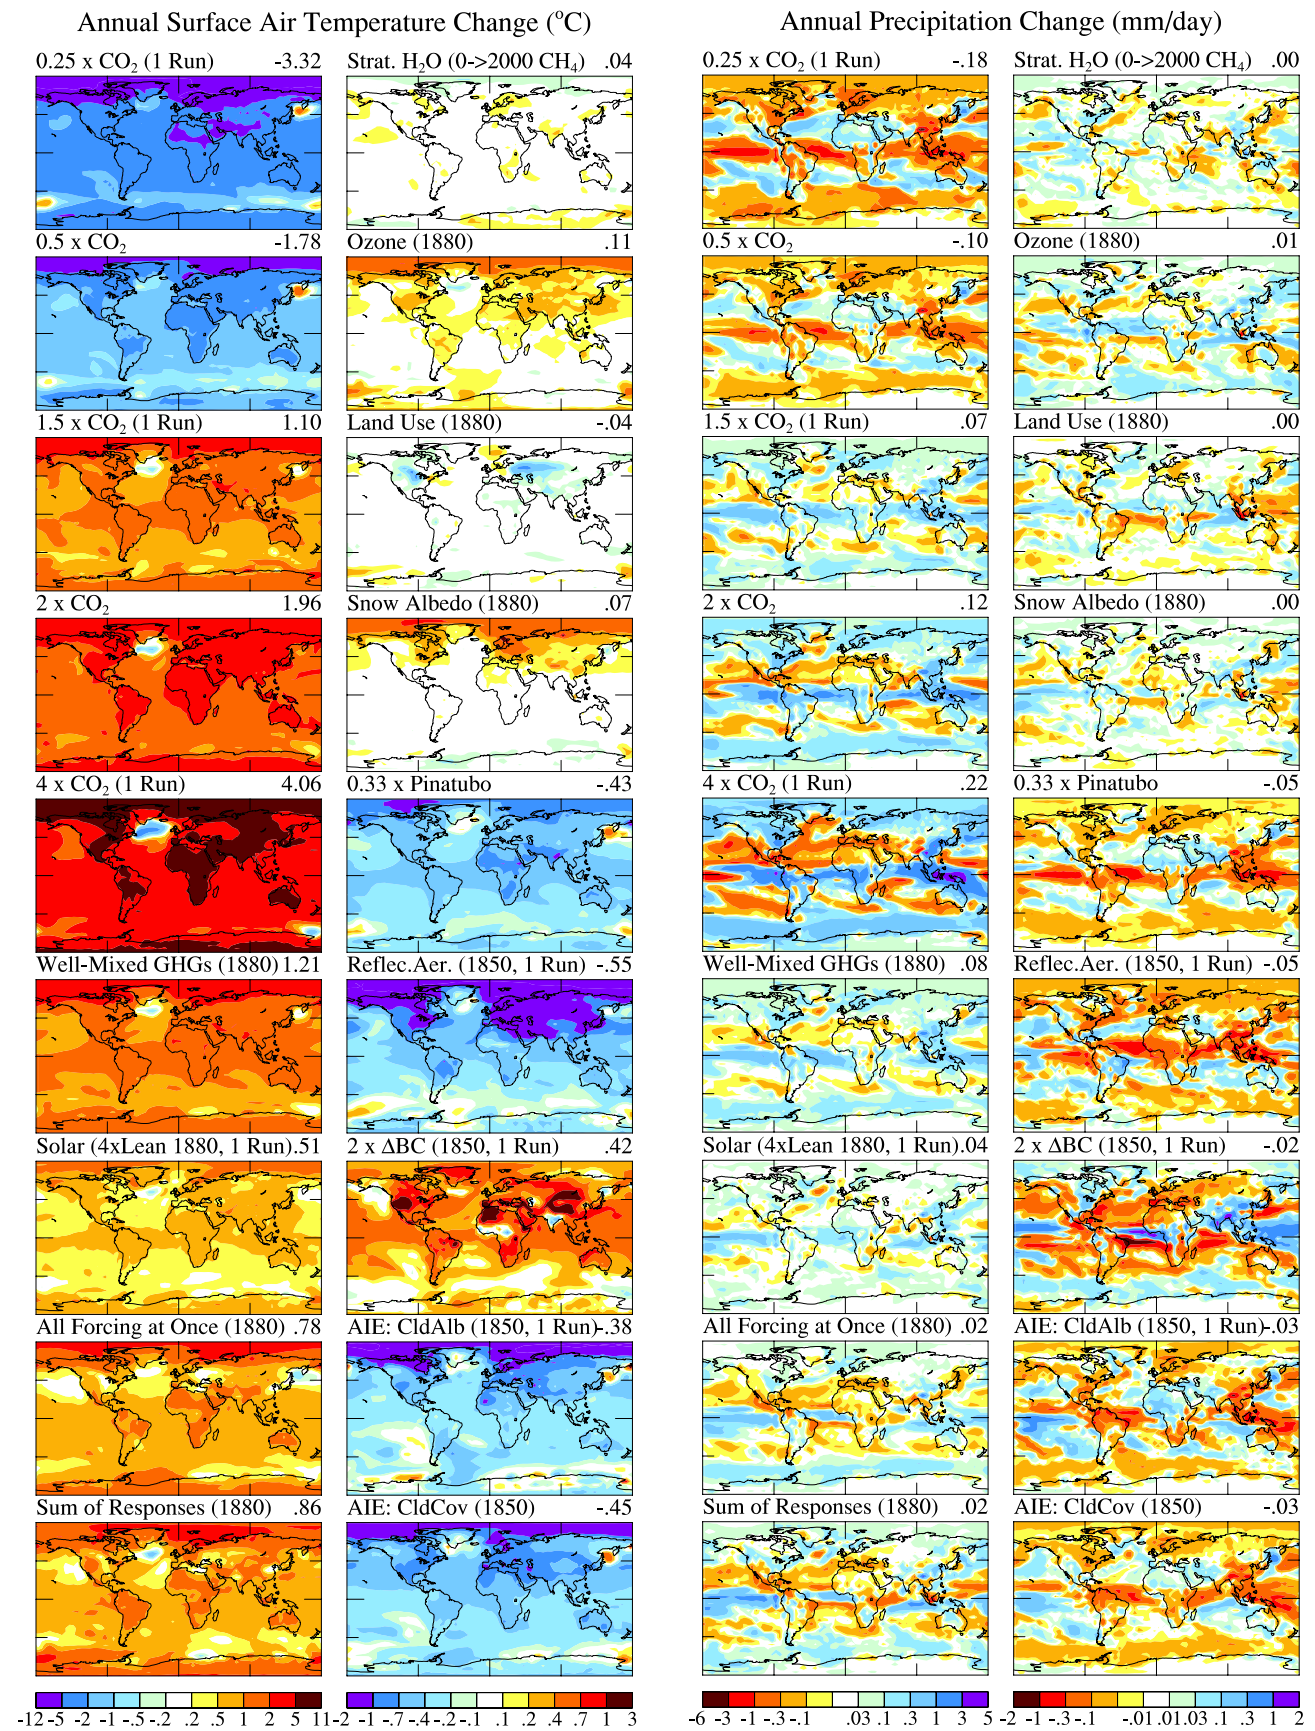 Annual Surface Air Temperature Change (°C)
Annual Precipitation Change (mm/day)
0.25 x CO₂ (1 Run) -3.32
Strat. H₂O (0->2000 CH₄) .04
0.25 x CO₂ (1 Run) -.18
Strat. H₂O (0->2000 CH₄) .00
0.5 x CO₂ -1.78
Ozone (1880) .11
0.5 x CO₂ -.10
Ozone (1880) .01
1.5 x CO₂ (1 Run) 1.10
Land Use (1880) -.04
1.5 x CO₂ (1 Run) .07
Land Use (1880) .00
2 x CO₂ 1.96
Snow Albedo (1880) .07
2 x CO₂ .12
Snow Albedo (1880) .00
4 x CO₂ (1 Run) 4.06
0.33 x Pinatubo -.43
4 x CO₂ (1 Run) .22
0.33 x Pinatubo -.05
Well-Mixed GHGs (1880) 1.21
Reflec.Aer. (1850, 1 Run) -.55
Well-Mixed GHGs (1880) .08
Reflec.Aer. (1850, 1 Run) -.05
Solar (4xLean 1880, 1 Run) .51
2 x ΔBC (1850, 1 Run) .42
Solar (4xLean 1880, 1 Run) .04
2 x ΔBC (1850, 1 Run) -.02
All Forcing at Once (1880) .78
AIE: CldAlb (1850, 1 Run) -.38
All Forcing at Once (1880) .02
AIE: CldAlb (1850, 1 Run) -.03
Sum of Responses (1880) .86
AIE: CldCov (1850) -.45
Sum of Responses (1880) .02
AIE: CldCov (1850) -.03
-12 -5 -2 -1 -.5 -.2 .2 .5 1 2 5 11
-2 -1 -.7 -.4 -.2 -.1 .1 .2 .4 .7 1 3
-6 -3 -1 -.3 -.1 .03 .1 .3 1 3 5
-2 -1 -.3 -.1 -.01 .01 .03 .1 .3 1 2